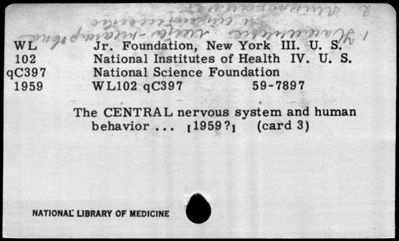 WL Jr. Foundation, New York III. U. S.
102 National Institutes of Health IV. U. S.
qC397 National Science Foundation
1959 WL102 qC397 59-7897
The CENTRAL nervous system and human
behavior ... [1959?] (card 3)
NATIONAL LIBRARY OF MEDICINE